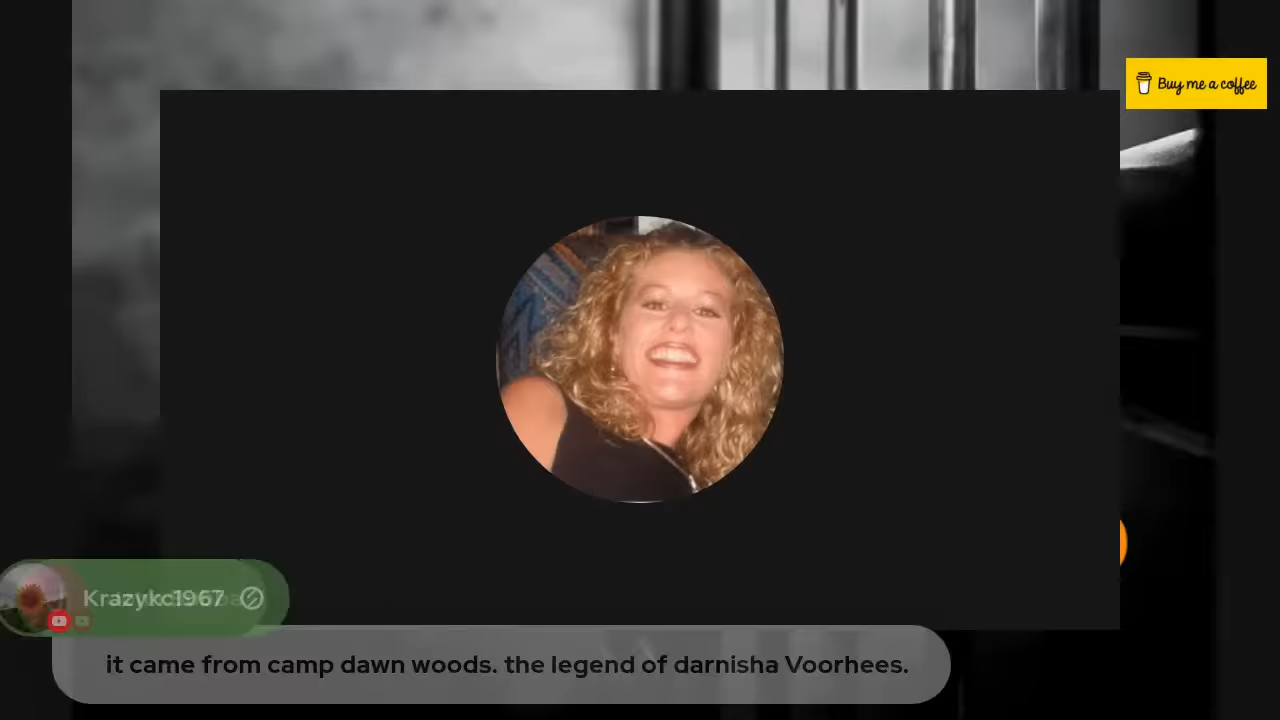 Buy me a coffee
Krazykc1967
it came from camp dawn woods. the legend of darnisha Voorhees.